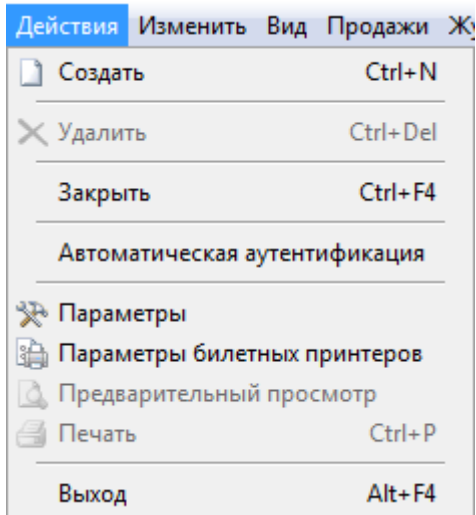 Действия Изменить Вид Продажи
Создать Ctrl+N
Удалить Ctrl+Del
Закрыть Ctrl+F4
Автоматическая аутентификация
Параметры
Параметры билетных принтеров
Предварительный просмотр
Печать Ctrl+P
Выход Alt+F4